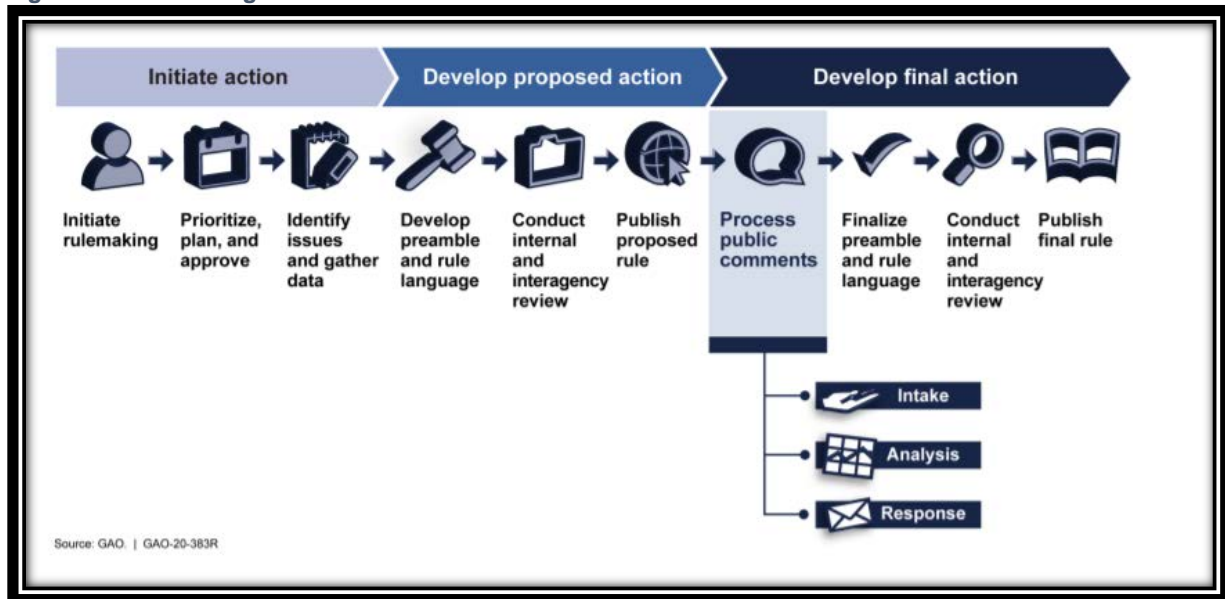 Initiate action
Develop proposed action
Develop final action
Initiate
rulemaking
Prioritize,
plan, and
approve
Identify
issues
and gather
data
Develop
preamble
and rule
language
Conduct
internal
and
interagency
review
Publish
proposed
rule
Process
public
comments
Finalize
preamble
and rule
language
Conduct
internal
and
interagency
review
Publish
final rule
Intake
Analysis
Response
Source: GAO. | GAO-20-383R